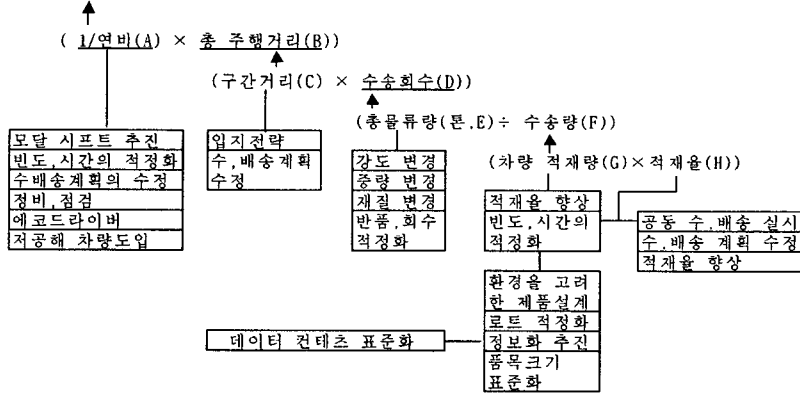 ( 1/연비(A) × 총 주행거리(B))
(구간거리(C) × 수송회수(D))
(총물류량(톤.E)÷ 수송량(F))
(차량 적재량(G)×적재율(H))
모달 시프트 추진
빈도,시간의 적정화
수배송계획의 수정
정비,점검
에코드라이버
저공해 차량도입
입지전략
수,배송계획
수정
강도 변경
중량 변경
재질 변경
반품,회수
적정화
적재율 향상
빈도,시간의
적정화
공동 수.배송 실시
수.배송 계획 수정
적재율 향상
환경을 고려
한 제품설계
로트 적정화
정보화 추진
품목크기
표준화
데이터 컨테츠 표준화